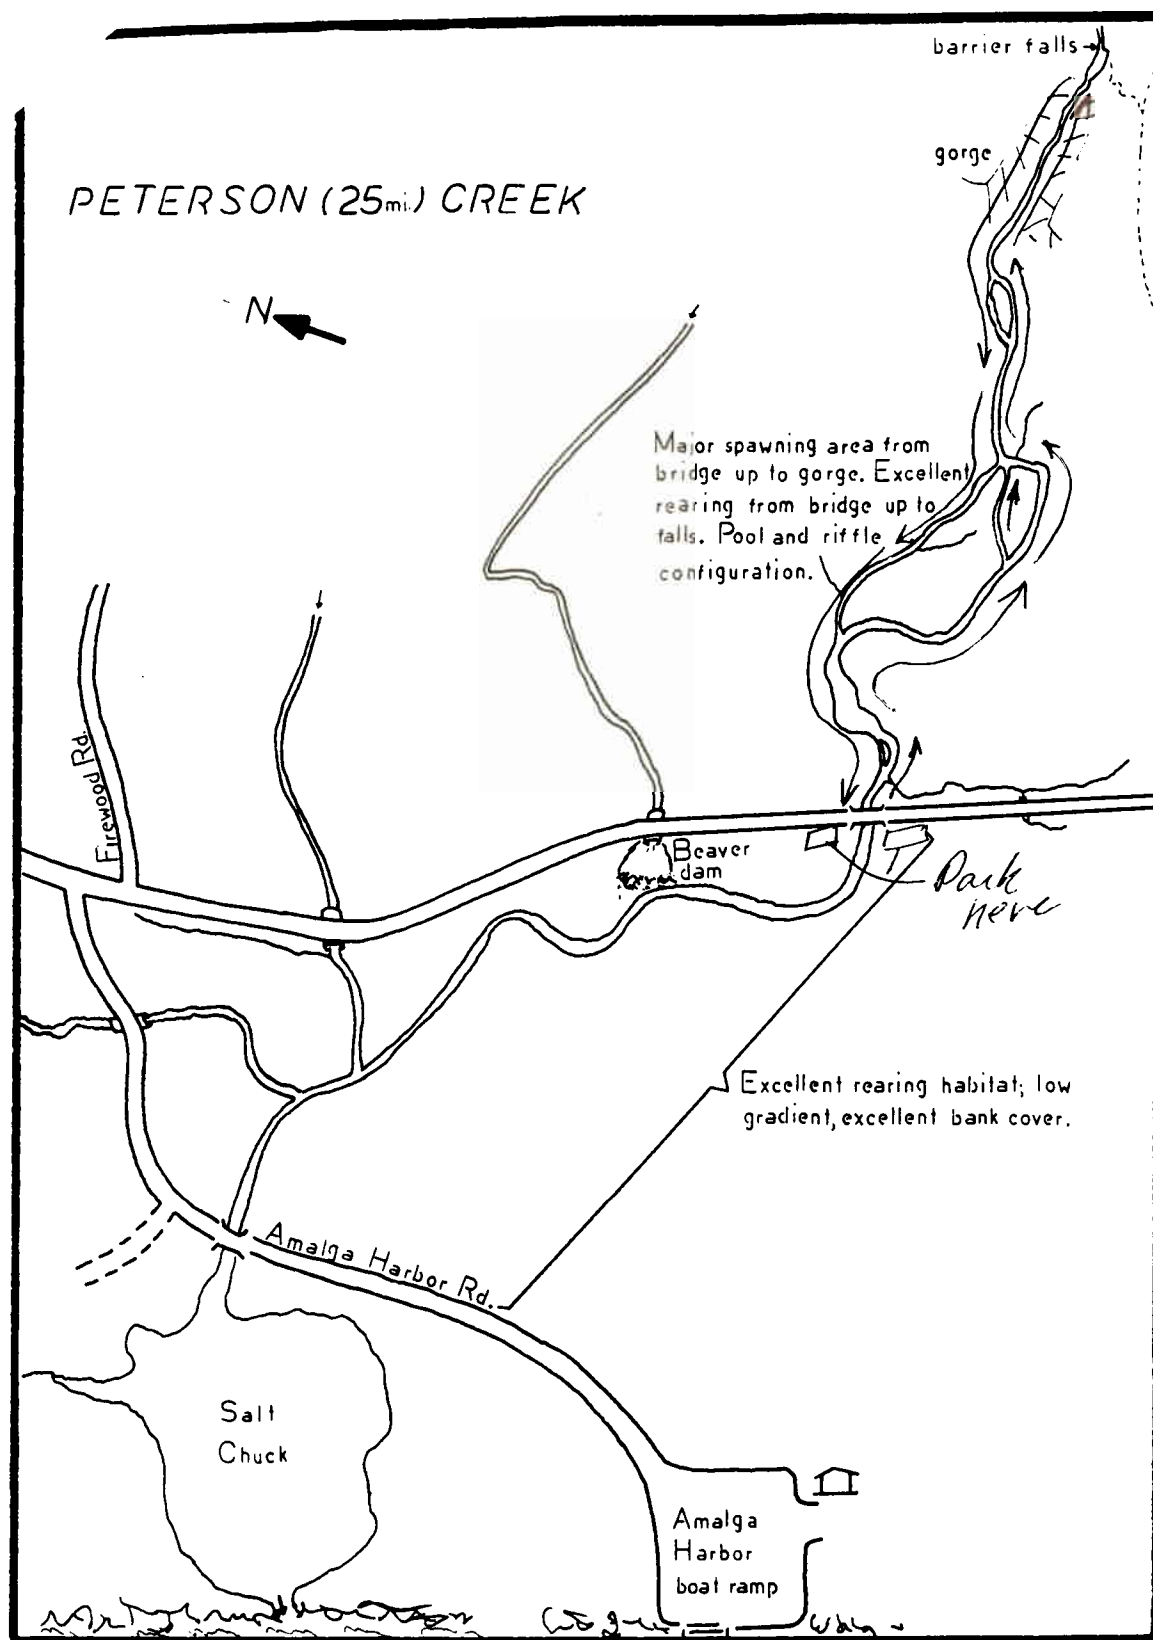 barrier falls
gorge
PETERSON (25mi.) CREEK
N
Major spawning area from
bridge up to gorge. Excellent
rearing from bridge up to
falls. Pool and riffle
configuration.
Firewood Rd.
Beaver
dam
Park
here
Excellent rearing habitat; low
gradient, excellent bank cover.
Amalga Harbor Rd.
Salt
Chuck
Amalga
Harbor
boat ramp